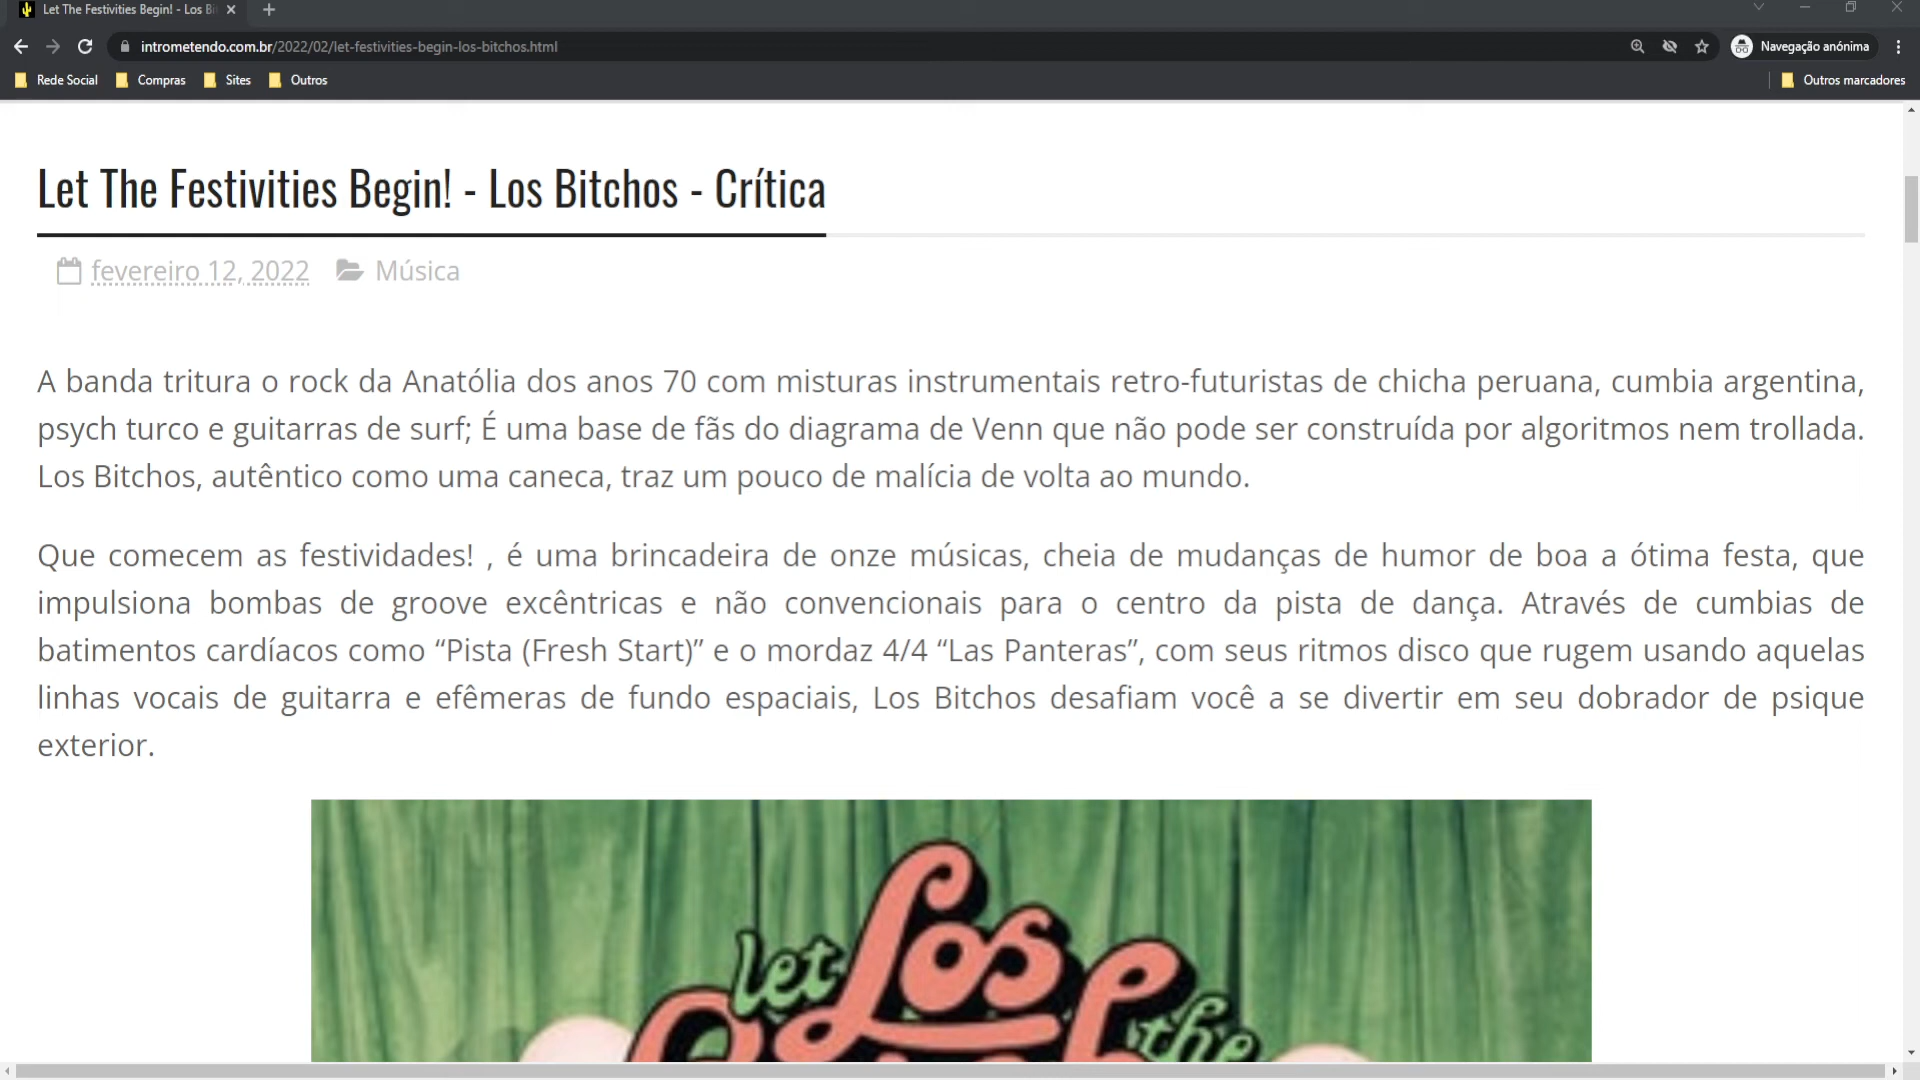 Let The Festivities Begin! - Los Bi
intrometendo.com.br/2022/02/let-festivities-begin-los-bitchos.html
Navegação anónima
Rede Social
Compras
Sites
Outros
Outros marcadores
Let The Festivities Begin! - Los Bitchos - Crítica
fevereiro 12, 2022
Música
A banda tritura o rock da Anatólia dos anos 70 com misturas instrumentais retro-futuristas de chicha peruana, cumbia argentina,
psych turco e guitarras de surf; É uma base de fãs do diagrama de Venn que não pode ser construída por algoritmos nem trollada.
Los Bitchos, autêntico como uma caneca, traz um pouco de malícia de volta ao mundo.
Que comecem as festividades! , é uma brincadeira de onze músicas, cheia de mudanças de humor de boa a ótima festa, que
impulsiona bombas de groove excêntricas e não convencionais para o centro da pista de dança. Através de cumbias de
batimentos cardíacos como “Pista (Fresh Start)” e o mordaz 4/4 “Las Panteras”, com seus ritmos disco que rugem usando aquelas
linhas vocais de guitarra e efêmeras de fundo espaciais, Los Bitchos desafiam você a se divertir em seu dobrador de psique
exterior.
let Los
the